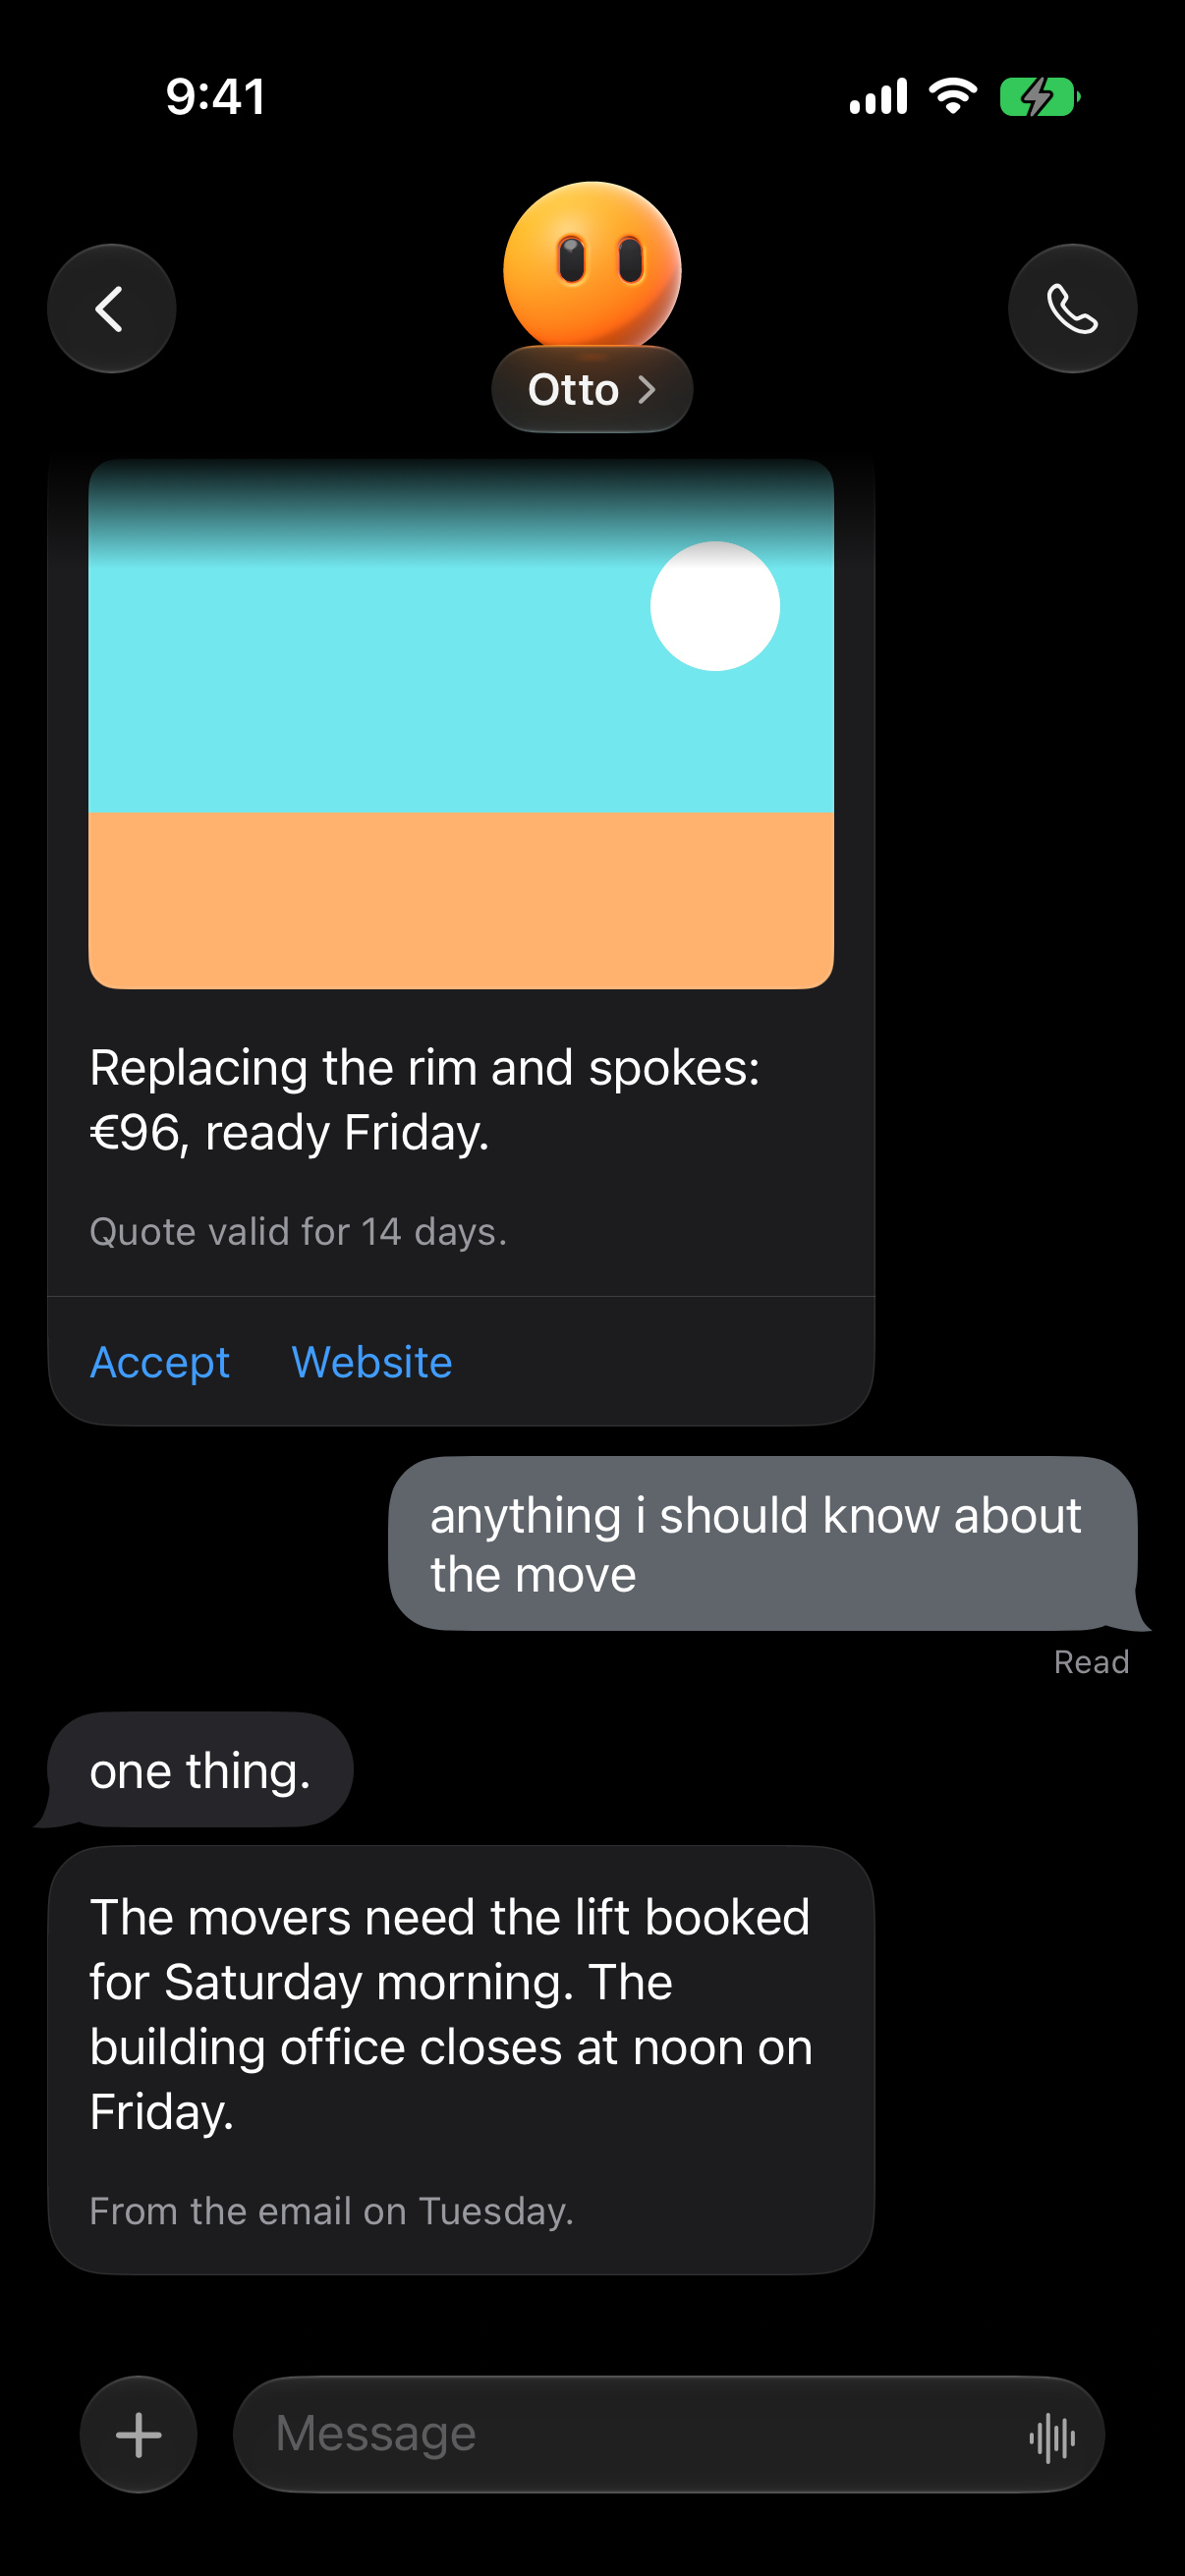 9:41
Otto
Replacing the rim and spokes:
€96, ready Friday.
Quote valid for 14 days.
Accept Website
anything i should know about
the move
Read
one thing.
The movers need the lift booked
for Saturday morning. The
building office closes at noon on
Friday.
From the email on Tuesday.
Message